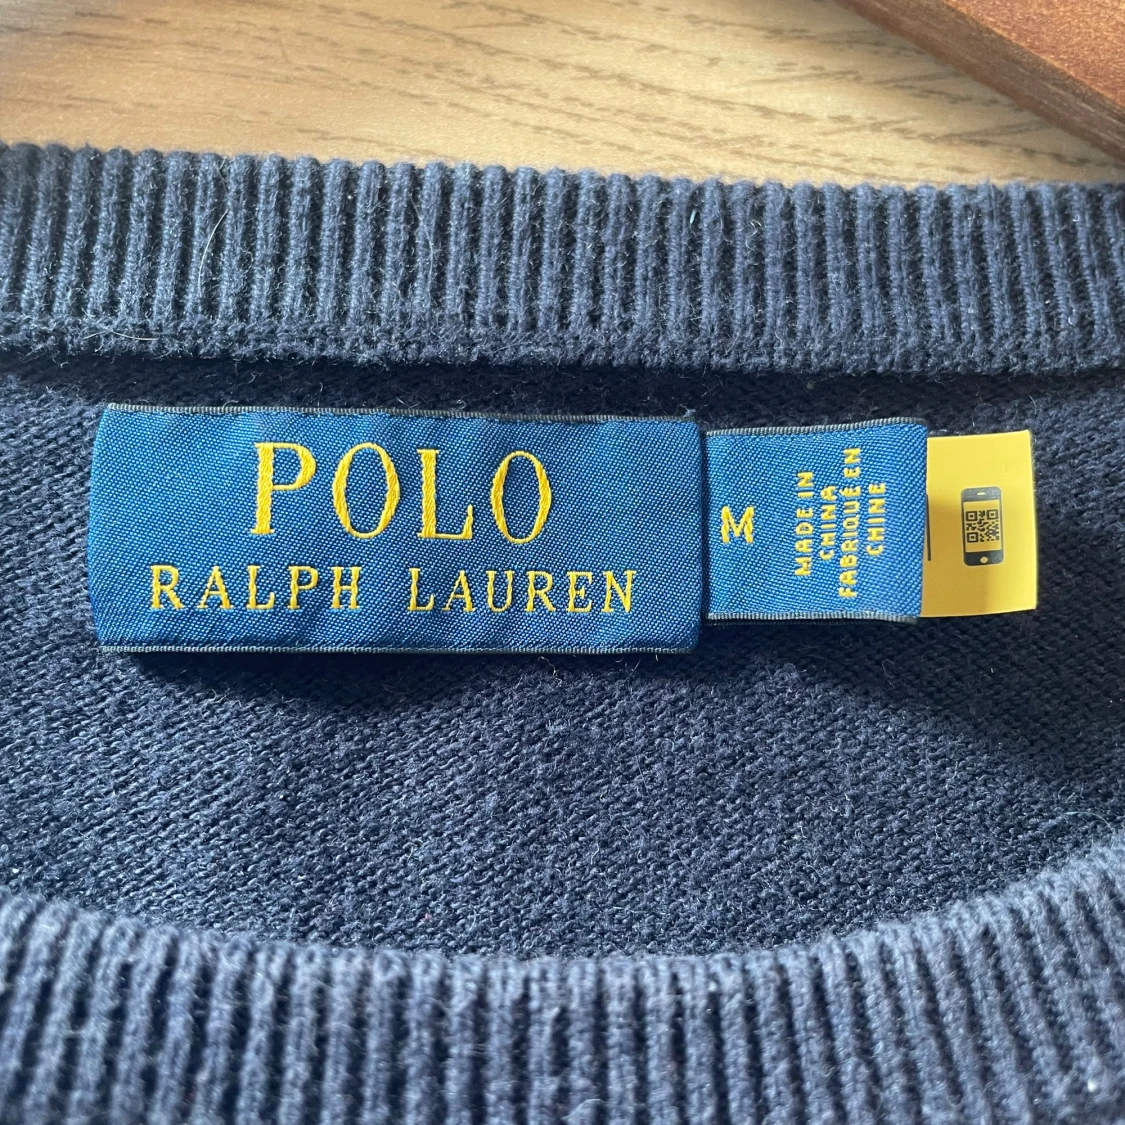 POLO
RALPH LAUREN
M
MADE IN
CHINA
FABRIQUÉ EN
CHINE